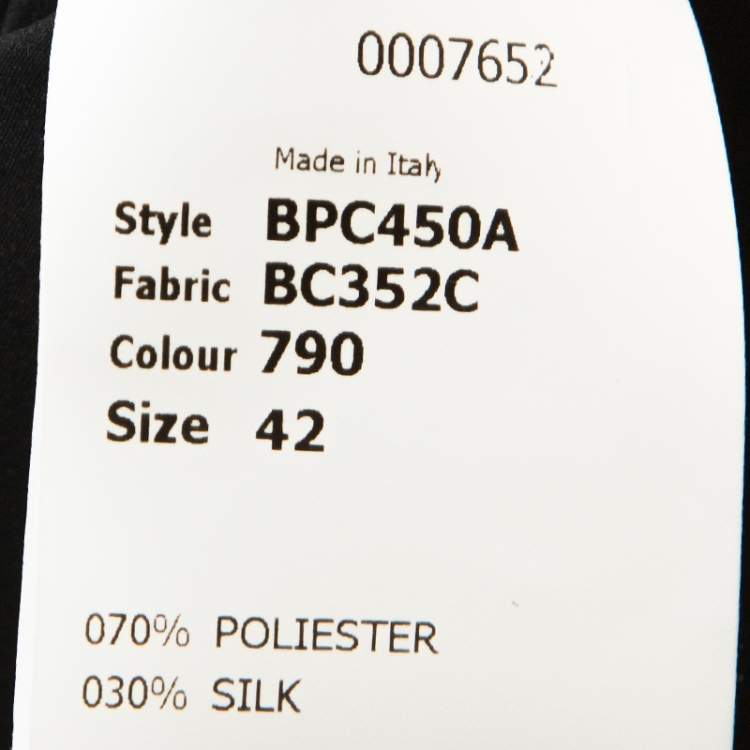 0007652
Made in Italy
Style BPC450A
Fabric BC352C
Colour 790
Size 42
070% POLIESTER
030% SILK